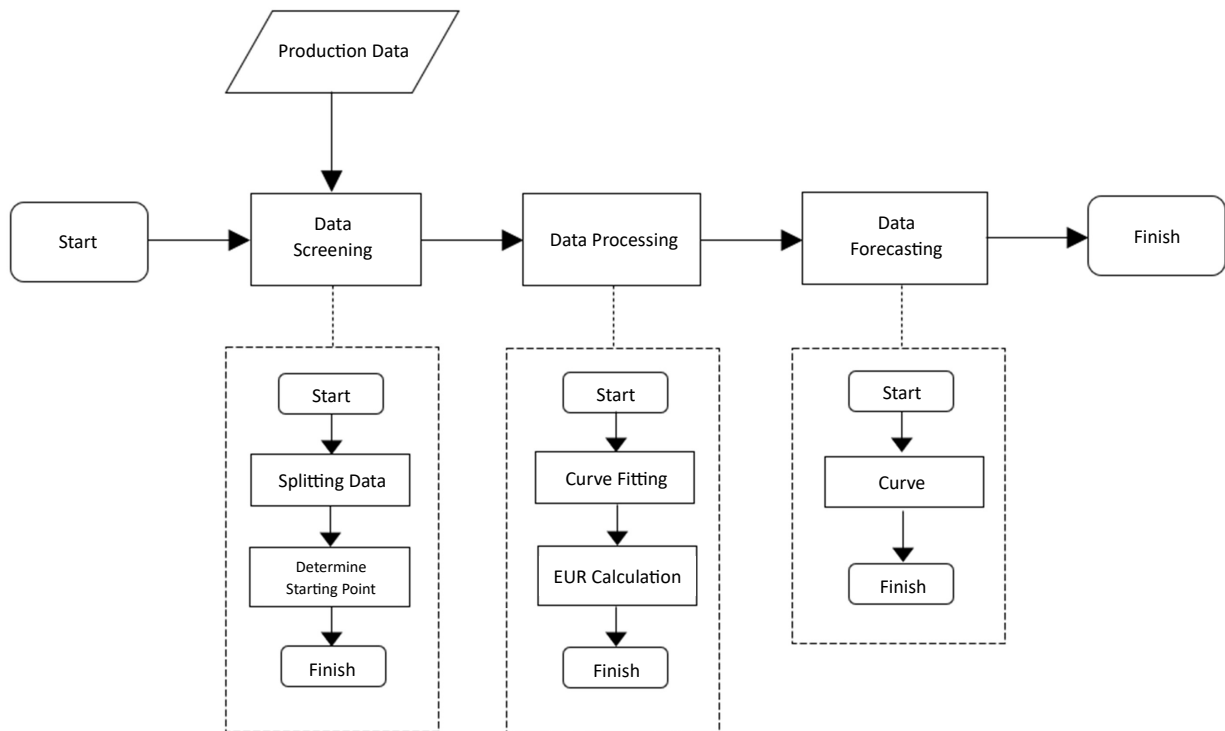 Production Data
Start
Data
Screening
Data Processing
Data
Forecasting
Finish
Start
Splitting Data
Determine
Starting Point
Finish
Start
Curve Fitting
EUR Calculation
Finish
Start
Curve
Finish